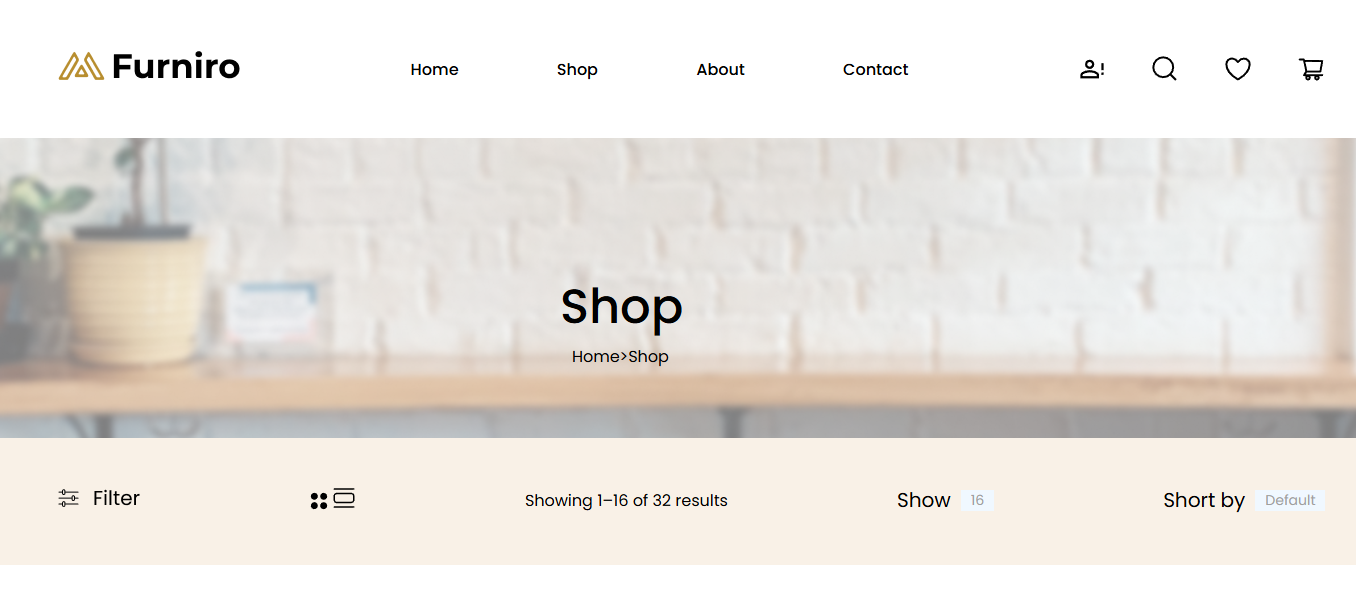 Furniro Home Shop About Contact
Shop
Home>Shop
Filter Showing 1–16 of 32 results Show 16 Short by Default